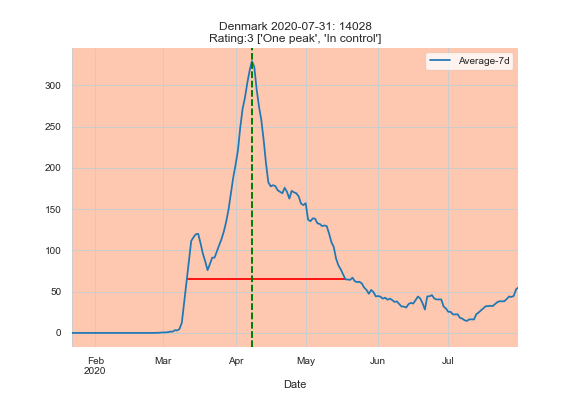 Denmark 2020-07-31: 14028
Rating:3 ['One peak', 'In control']
Average-7d
300
250
200
150
100
50
0
Feb Mar Apr May Jun Jul
2020
Date